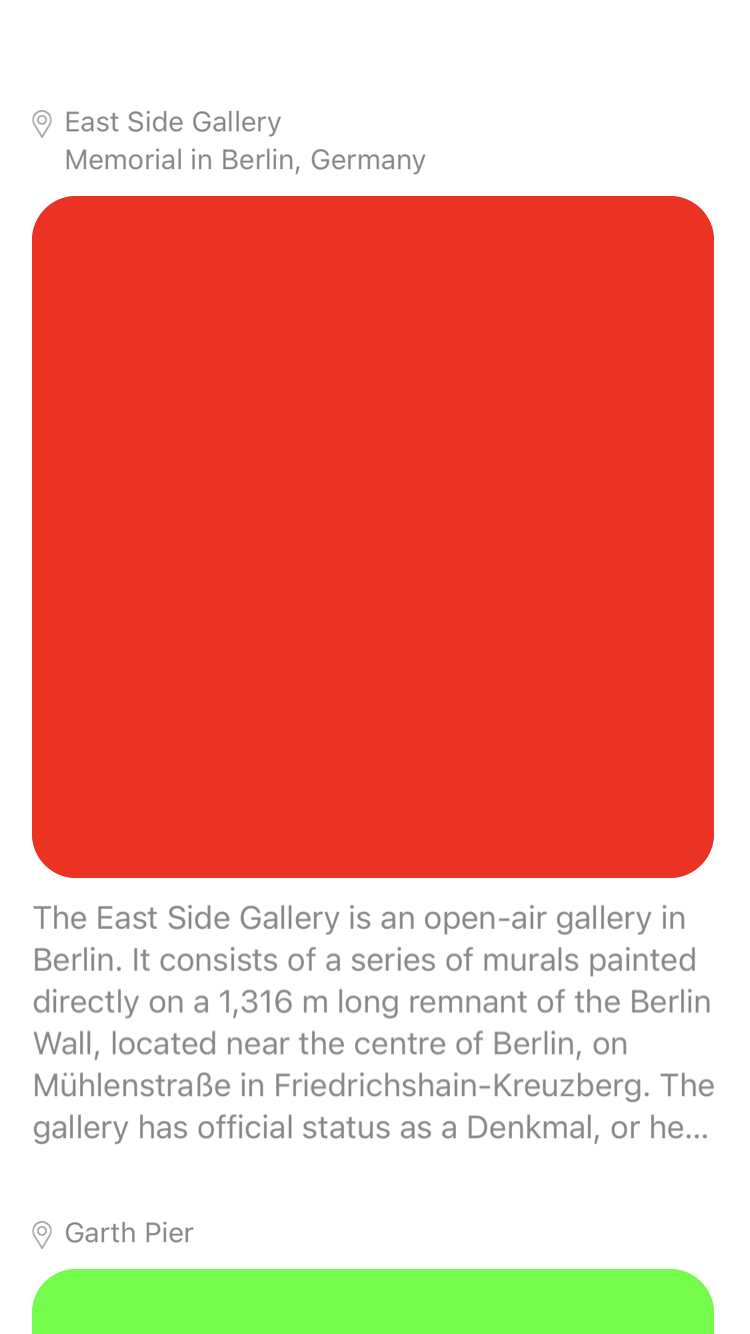 East Side Gallery
Memorial in Berlin, Germany
The East Side Gallery is an open-air gallery in
Berlin. It consists of a series of murals painted
directly on a 1,316 m long remnant of the Berlin
Wall, located near the centre of Berlin, on
Mühlenstraße in Friedrichshain-Kreuzberg. The
gallery has official status as a Denkmal, or he...
Garth Pier